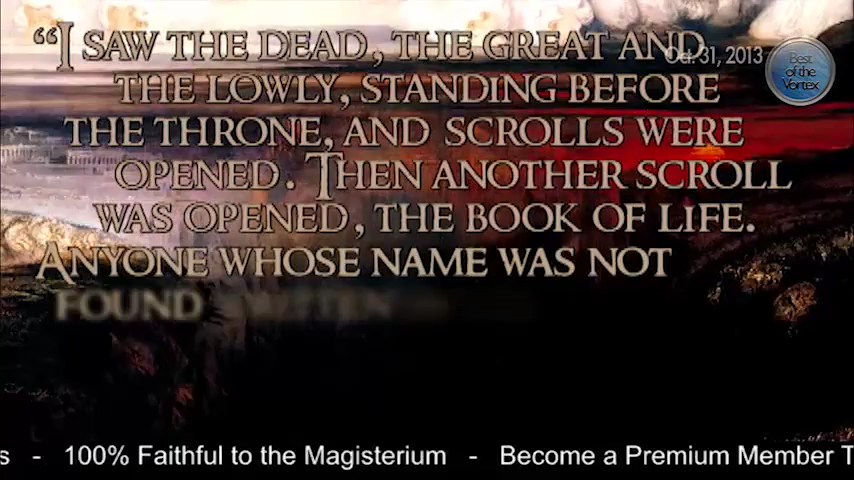 “I SAW THE DEAD, THE GREAT AND
THE LOWLY, STANDING BEFORE
THE THRONE, AND SCROLLS WERE
OPENED. THEN ANOTHER SCROLL
WAS OPENED, THE BOOK OF LIFE.
ANYONE WHOSE NAME WAS NOT
FOUND
Oct. 31, 2013
Best
of the
Vortex
s - 100% Faithful to the Magisterium - Become a Premium Member T